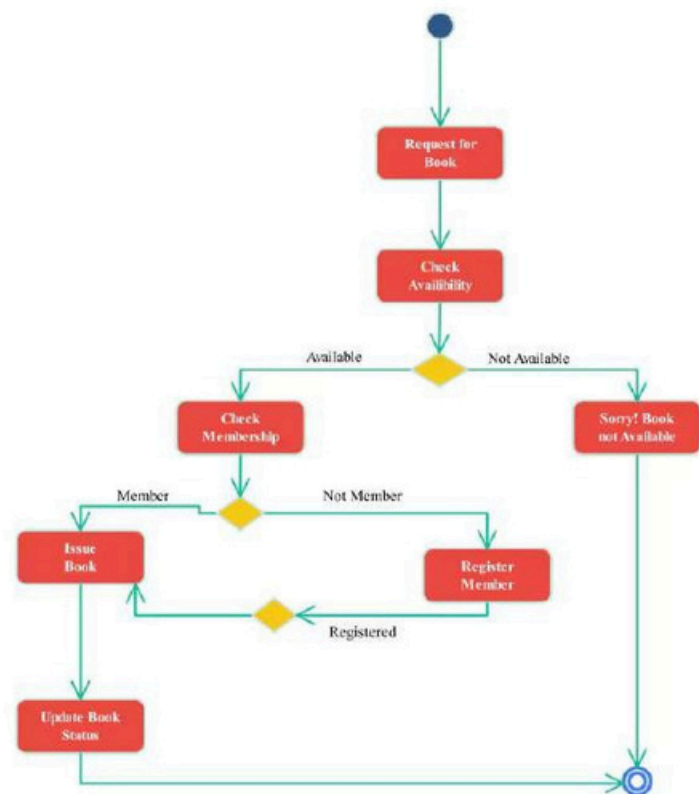 Request for
Book
Check
Availibility
Available
Not Available
Check
Membership
Sorry! Book
not Available
Member
Not Member
Issue
Book
Register
Member
Registered
Update Book
Status